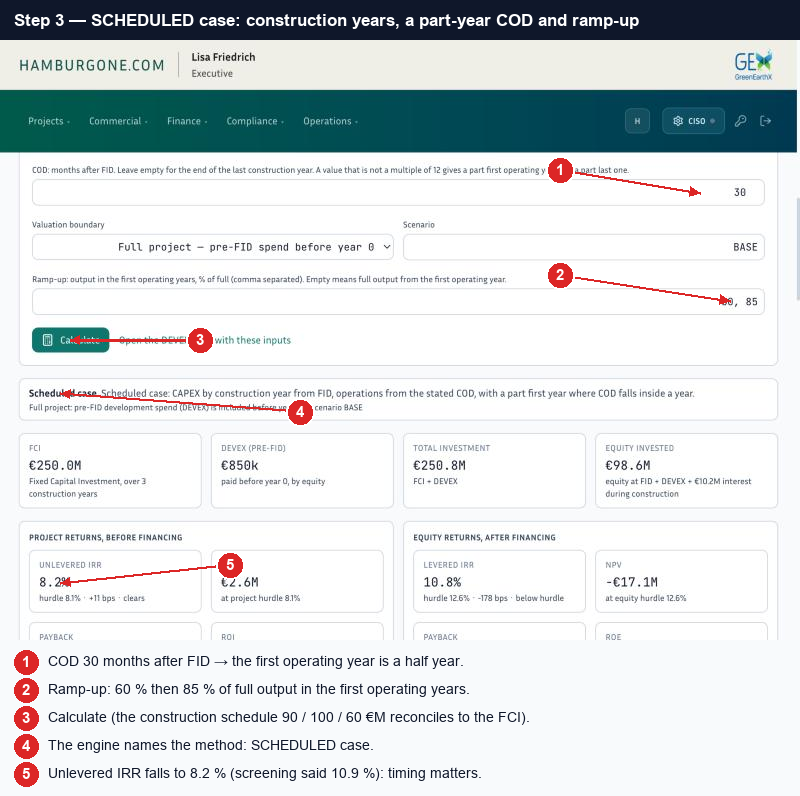 Step 3 — SCHEDULED case: construction years, a part-year COD and ramp-up
HAMBURGONE.COM
Lisa Friedrich
Executive
GEX
GreenEarthX
Projects
Commercial
Finance
Compliance
Operations
H
CISO
COD: months after FID. Leave empty for the end of the last construction year. A value that is not a multiple of 12 gives a part first operating y
a part last one.
1
30
Valuation boundary
Scenario
Full project — pre-FID spend before year 0
BASE
Ramp-up: output in the first operating years, % of full (comma separated). Empty means full output from the first operating year.
2
, 85
Calculate
3
Open the DEVE
with these inputs
Scheduled case. Scheduled case: CAPEX by construction year from FID, operations from the stated COD, with a part first year where COD falls inside a year.
Full project: pre-FID development spend (DEVEX) is included before
cenario BASE
4
FCI
€250.0M
Fixed Capital Investment, over 3
construction years
DEVEX (PRE-FID)
€850k
paid before year 0, by equity
TOTAL INVESTMENT
€250.8M
FCI + DEVEX
EQUITY INVESTED
€98.6M
equity at FID + DEVEX + €10.2M interest
during construction
PROJECT RETURNS, BEFORE FINANCING
EQUITY RETURNS, AFTER FINANCING
UNLEVERED IRR
8.2%
hurdle 8.1% · +11 bps · clears
5
€2.6M
at project hurdle 8.1%
LEVERED IRR
10.8%
hurdle 12.6% · -178 bps · below hurdle
NPV
-€17.1M
at equity hurdle 12.6%
PAYBACK
ROI
PAYBACK
ROE
1 COD 30 months after FID → the first operating year is a half year.
2 Ramp-up: 60 % then 85 % of full output in the first operating years.
3 Calculate (the construction schedule 90 / 100 / 60 €M reconciles to the FCI).
4 The engine names the method: SCHEDULED case.
5 Unlevered IRR falls to 8.2 % (screening said 10.9 %): timing matters.